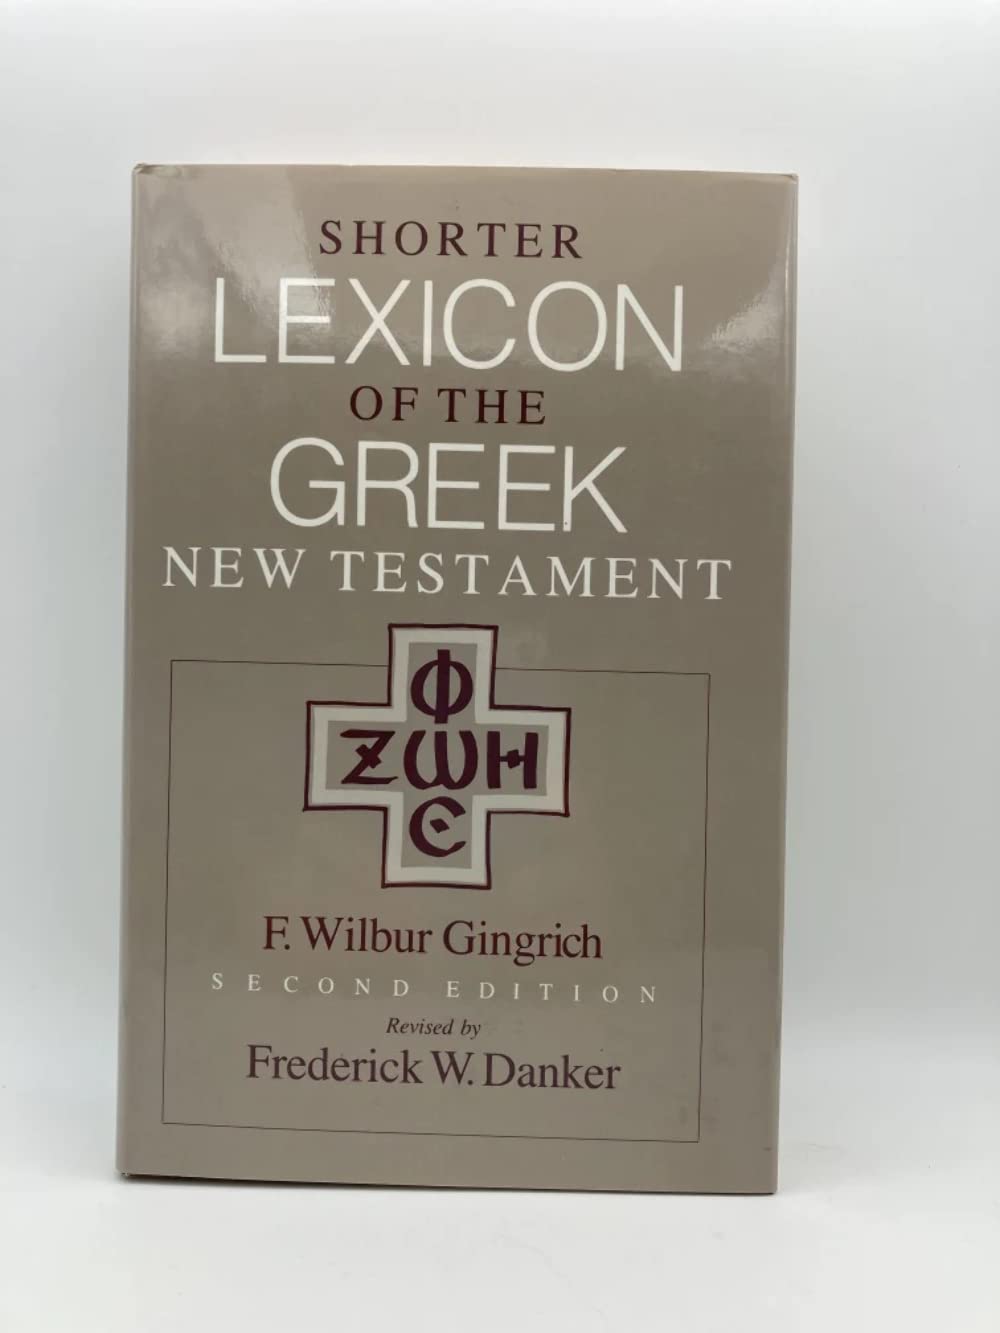 SHORTER
LEXICON
OF THE
GREEK
NEW TESTAMENT
Φ
ΖωΗ
Ϲ
F. Wilbur Gingrich
SECOND EDITION
Revised by
Frederick W. Danker